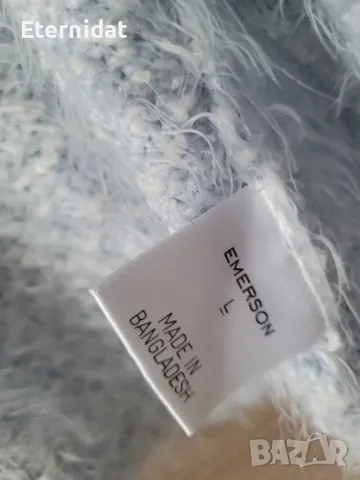 Eternidat
EMERSON
L
MADE IN
BANGLADESH
BAZAR